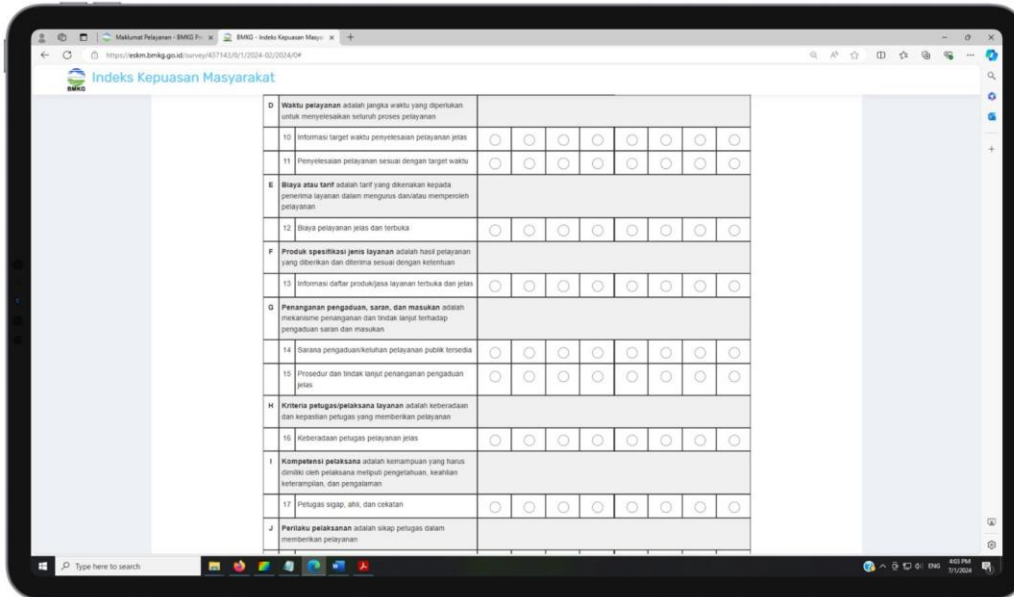 Maklumat Pelayanan - BMKG Pr
BMKG - Indeks Kepuasan Masya
https://eskm.bmkg.go.id/survey/437143/0/1/2024-02/2024/0#
BMKG
Indeks Kepuasan Masyarakat
D Waktu pelayanan adalah jangka waktu yang diperlukan
untuk menyelesaikan seluruh proses pelayanan
10 Informasi target waktu penyelesaian pelayanan jelas
11 Penyelesaian pelayanan sesuai dengan target waktu
E Biaya atau tarif adalah tarif yang dikenakan kepada
penerima layanan dalam mengurus dan/atau memperoleh
pelayanan
12 Biaya pelayanan jelas dan terbuka
F Produk spesifikasi jenis layanan adalah hasil pelayanan
yang diberikan dan diterima sesuai dengan ketentuan
13 Informasi daftar produk/jasa layanan terbuka dan jelas
G Penanganan pengaduan, saran, dan masukan adalah
mekanisme penanganan dan tindak lanjut terhadap
pengaduan saran dan masukan
14 Sarana pengaduan/keluhan pelayanan publik tersedia
15 Prosedur dan tindak lanjut penanganan pengaduan
jelas
H Kriteria petugas/pelaksana layanan adalah keberadaan
dan kepastian petugas yang memberikan pelayanan
16 Keberadaan petugas pelayanan jelas
I Kompetensi pelaksana adalah kemampuan yang harus
dimiliki oleh pelaksana meliputi pengetahuan, keahlian
keterampilan, dan pengalaman
17 Petugas sigap, ahli, dan cekatan
J Perilaku pelaksanan adalah sikap petugas dalam
memberikan pelayanan
Type here to search
ENG
4:03 PM
7/1/2024